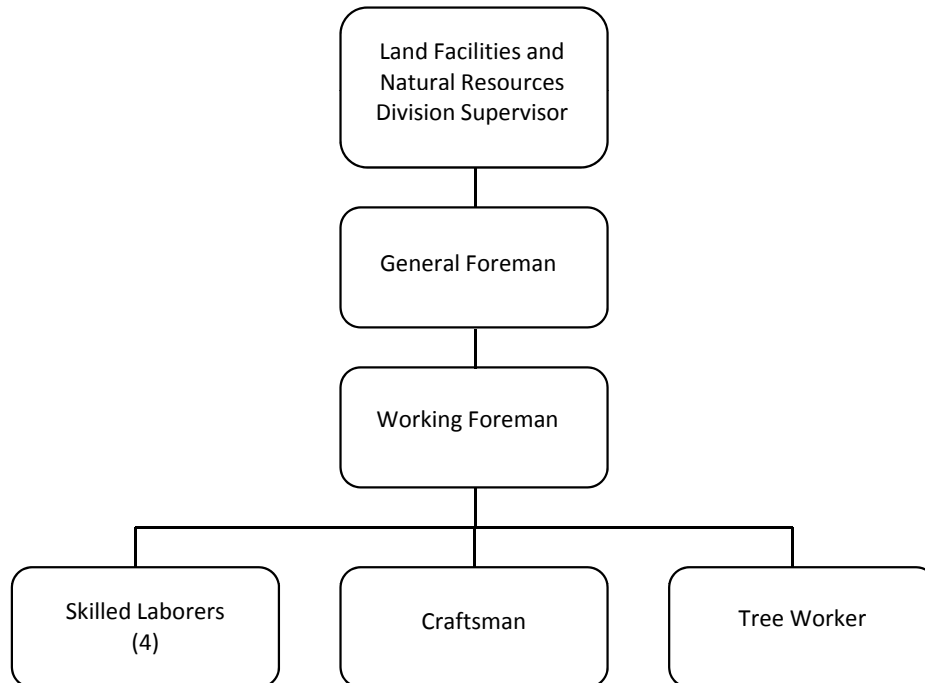 Land Facilities and
Natural Resources
Division Supervisor
General Foreman
Working Foreman
Skilled Laborers
(4)
Craftsman
Tree Worker